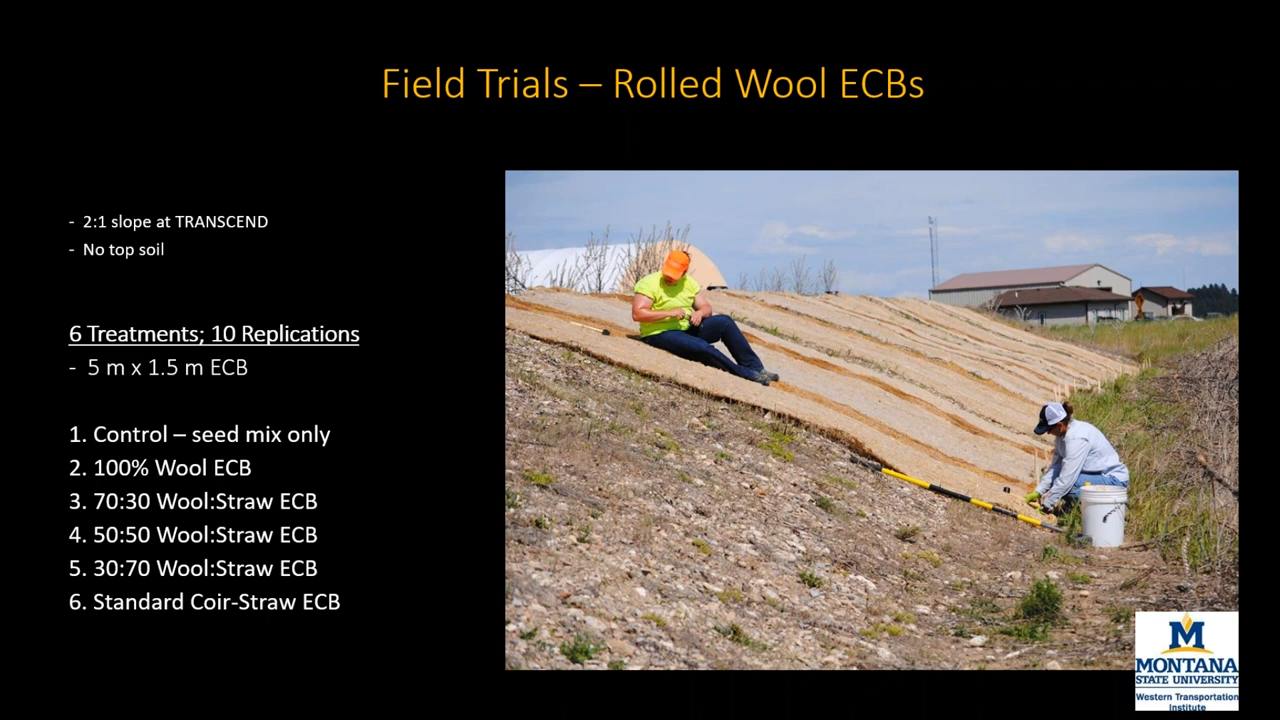 Field Trials – Rolled Wool ECBs
- 2:1 slope at TRANSCEND
- No top soil
6 Treatments; 10 Replications
- 5 m x 1.5 m ECB
1. Control – seed mix only
2. 100% Wool ECB
3. 70:30 Wool:Straw ECB
4. 50:50 Wool:Straw ECB
5. 30:70 Wool:Straw ECB
6. Standard Coir-Straw ECB
M
MONTANA
STATE UNIVERSITY
Western Transportation
Institute